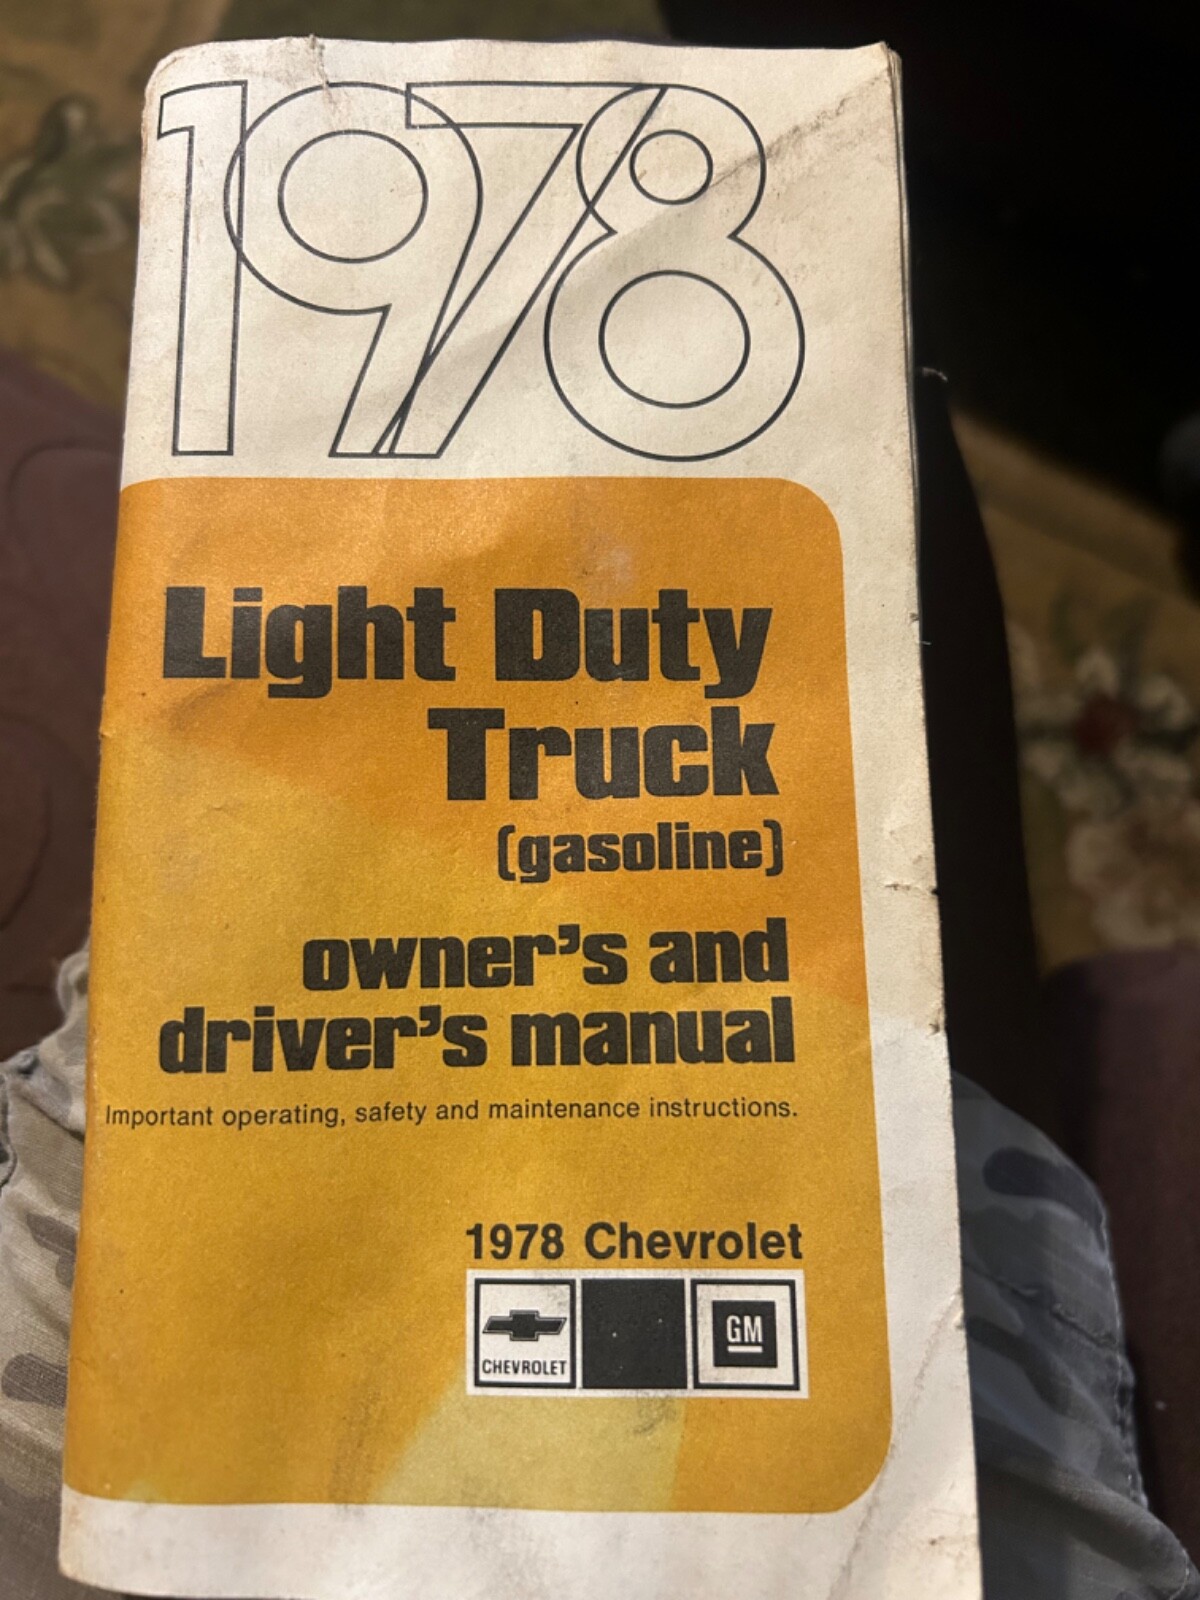 1978
Light Duty
Truck
(gasoline)
owner's and
driver's manual
Important operating, safety and maintenance instructions.
1978 Chevrolet
CHEVROLET
GM